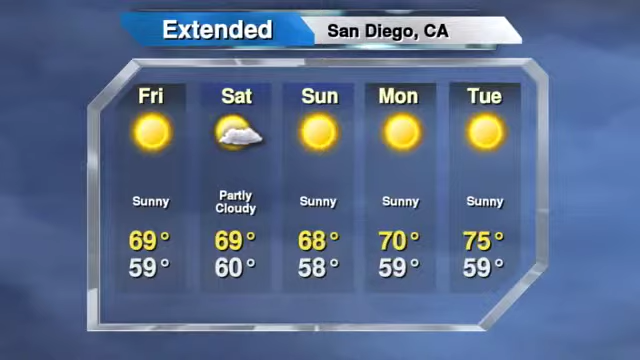 Extended San Diego, CA
Fri Sat Sun Mon Tue
Sunny Partly Cloudy Sunny Sunny Sunny
69° 69° 68° 70° 75°
59° 60° 58° 59° 59°